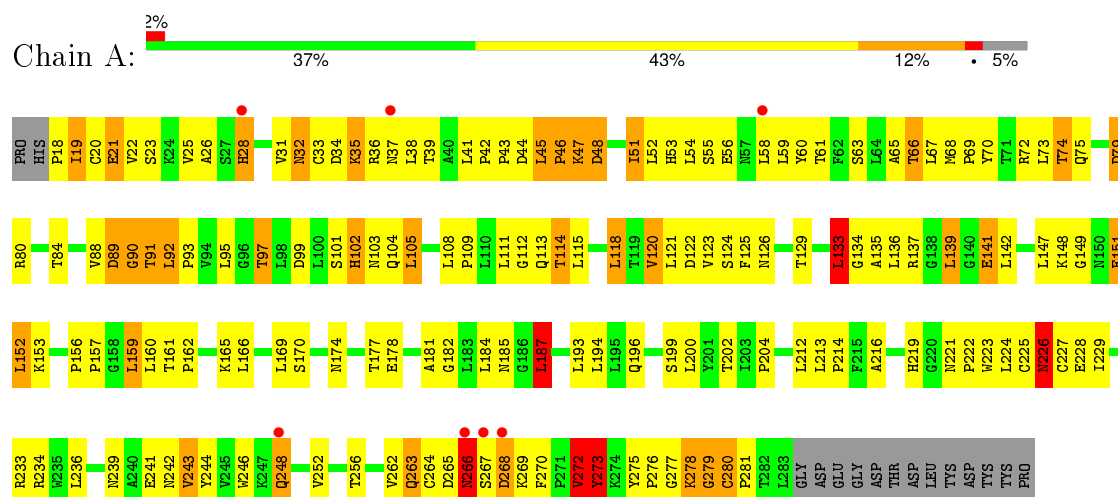 2%
Chain A: 37% 43% 12% • 5%
PRO HIS P18 I19 C20 E21 V22 S23 K24 V25 A26 S27 H28 V31 N32 C33 D34 K35 R36 N37 L38 T39 A40 L41 P42 P43 D44 L45 P46 K47 D48 I51 L52 H53 L54 S55 E56 N57 L58 L59 Y60 T61 F62 S63 L64 A65 T66 L67 M68 P69 Y70 T71 R72 L73 T74 Q75 D79
R80 T84 V88 D89 G90 T91 L92 P93 V94 L95 G96 T97 L98 D99 L100 S101 H102 N103 Q104 L105 L108 P109 L110 L111 G112 Q113 T114 L115 L118 T119 V120 L121 D122 V123 S124 F125 N126 T129 L133 G134 A135 L136 R137 G138 L139 G140 E141 L142 L147 K148 G149 N150 E151
L152 K153 P156 P157 G158 L159 L160 T161 P162 K165 L166 L169 S170 N174 T177 E178 A181 G182 L183 L184 N185 G186 L187 L193 L194 L195 Q196 S199 L200 Y201 T202 I203 P204 L212 L213 P214 F215 A216 H219 G220 N221 P222 W223 L224 C225 N226 C227 E228 I229
R233 R234 W235 L236 N239 A240 E241 N242 V243 Y244 V245 W246 K247 Q248 V252 T256 V262 Q263 C264 D265 N266 S267 D268 K269 F270 P271 V272 Y273 K274 Y275 P276 G277 K278 G279 C280 P281 T282 L283 GLY ASP GLU GLY ASP THR ASP LEU TYS ASP TYS TYS PRO